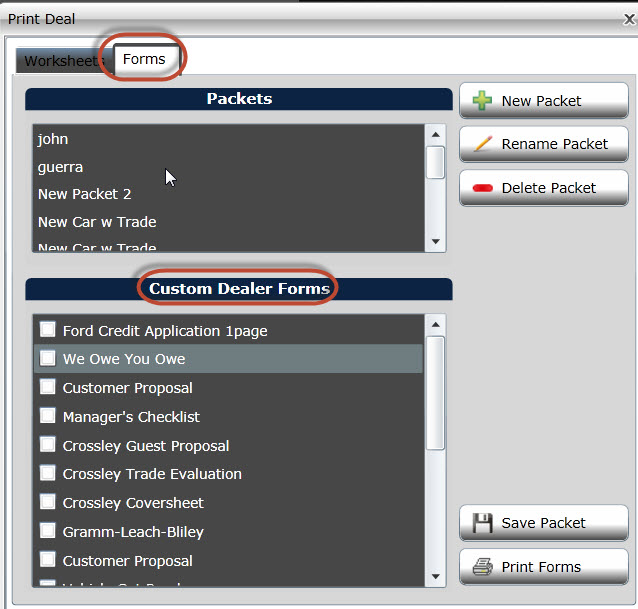 Print Deal
Worksheets
Forms
Packets
john
guerra
New Packet 2
New Car w Trade
New Car w Trade
New Packet
Rename Packet
Delete Packet
Custom Dealer Forms
Ford Credit Application 1page
We Owe You Owe
Customer Proposal
Manager's Checklist
Crossley Guest Proposal
Crossley Trade Evaluation
Crossley Coversheet
Gramm-Leach-Bliley
Customer Proposal
Save Packet
Print Forms